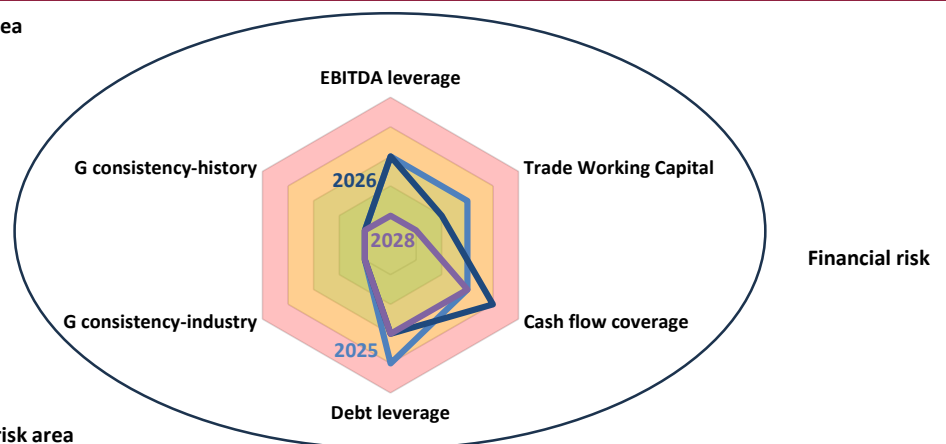 ea
EBITDA leverage
G consistency-history
Trade Working Capital
2026
2028
Financial risk
G consistency-industry
Cash flow coverage
2025
Debt leverage
risk area